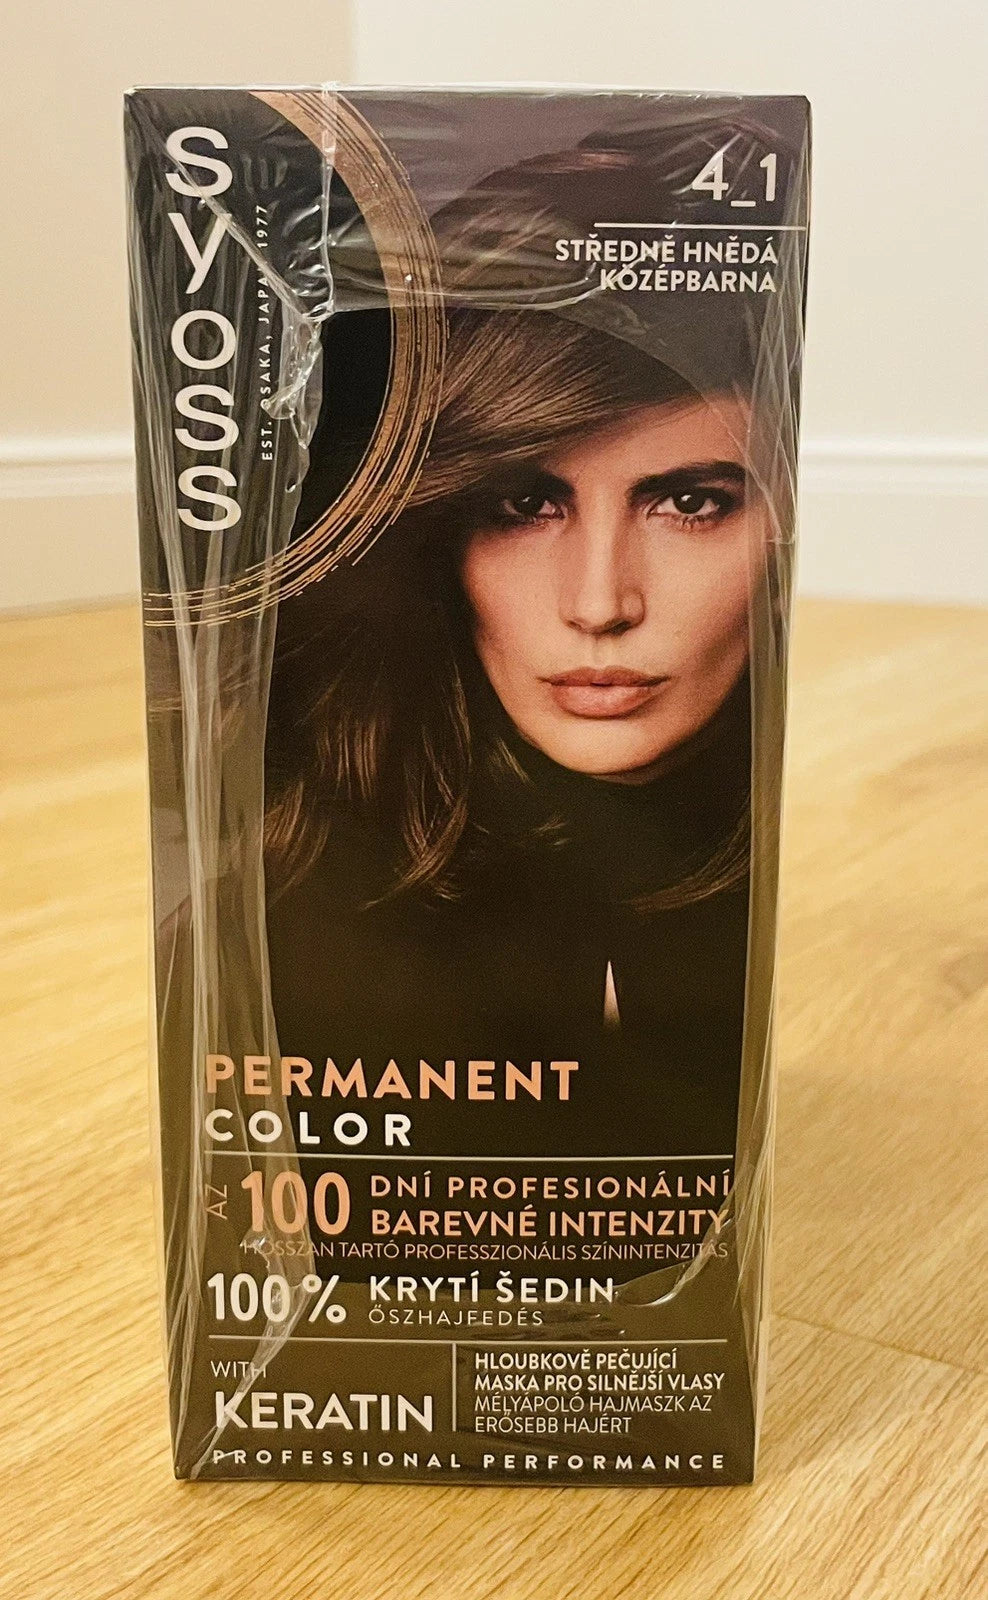 syoss
EST. OSAKA, JAPAN 1977
4_1
STŘEDNĚ HNĚDÁ
KÖZÉPBARNA
PERMANENT
COLOR
AŽ 100 DNÍ PROFESIONÁLNÍ
BAREVNÉ INTENZITY
HOSSZAN TARTÓ PROFESSZIONÁLIS SZÍNINTENZITÁS
100% KRYTÍ ŠEDIN
ŐSZHAJFEDÉS
WITH
KERATIN
HLOUBKOVĚ PEČUJÍCÍ
MASKA PRO SILNĚJŠÍ VLASY
MÉLYÁPOLÓ HAJMASZK AZ
ERŐSEBB HAJÉRT
PROFESSIONAL PERFORMANCE